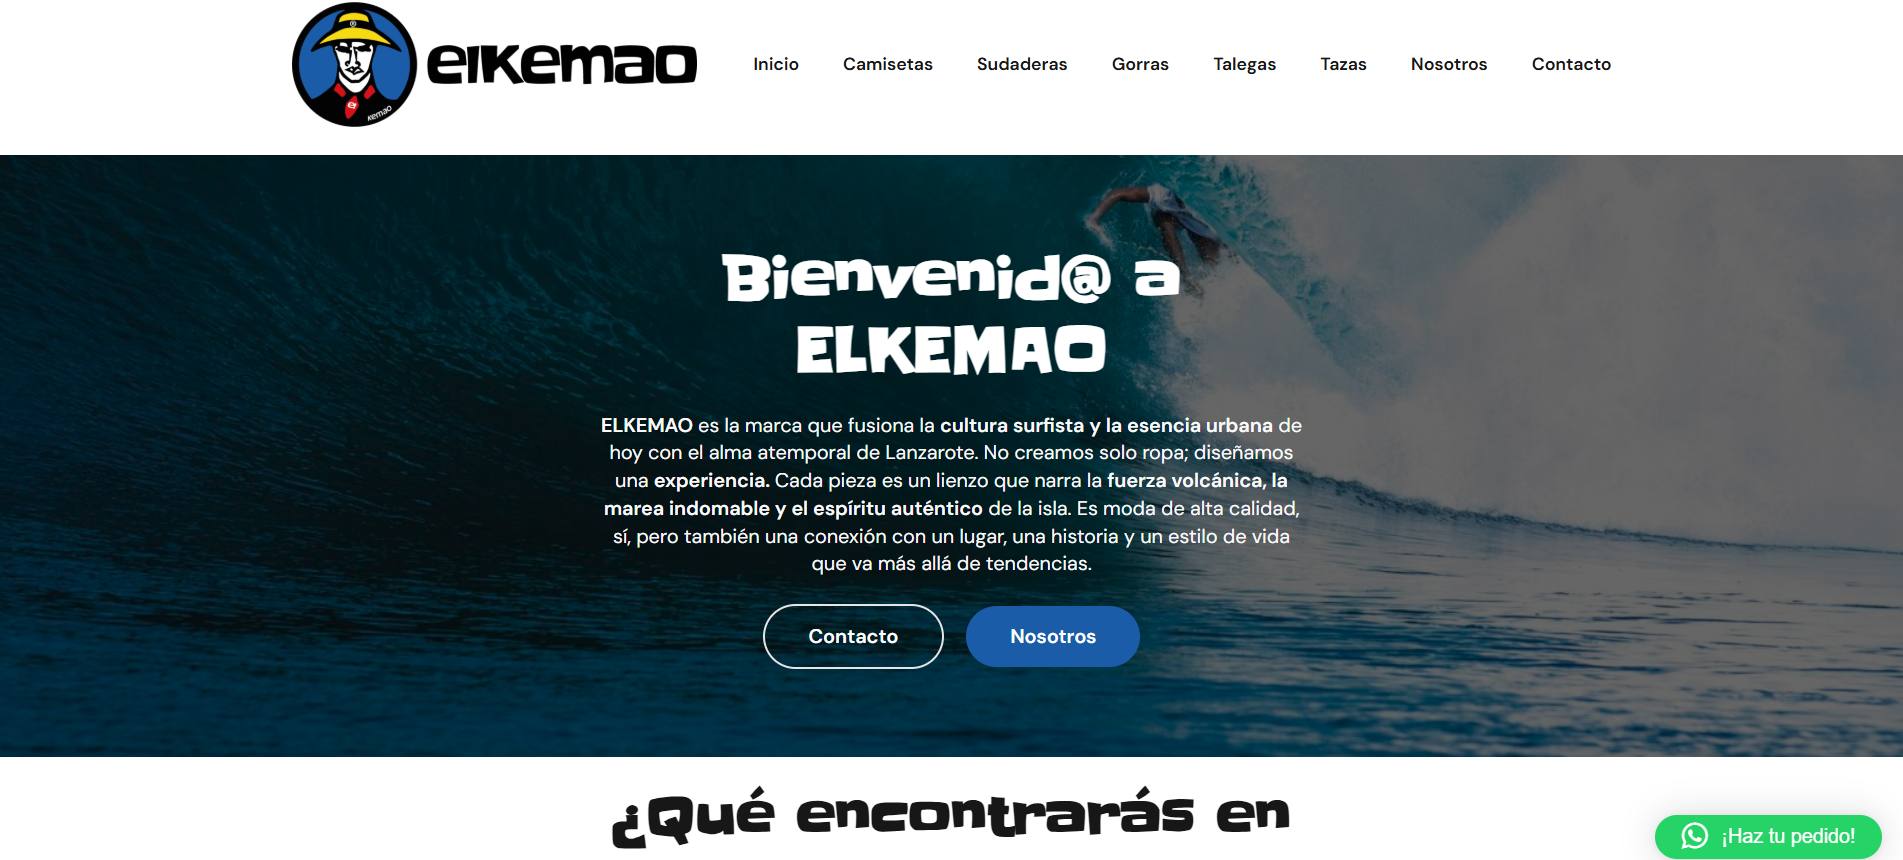 elkemao
®
el
kemao
Inicio
Camisetas
Sudaderas
Gorras
Talegas
Tazas
Nosotros
Contacto
Bienvenid@ a
ELKEMAO
ELKEMAO es la marca que fusiona la cultura surfista y la esencia urbana de
hoy con el alma atemporal de Lanzarote. No creamos solo ropa; diseñamos
una experiencia. Cada pieza es un lienzo que narra la fuerza volcánica, la
marea indomable y el espíritu auténtico de la isla. Es moda de alta calidad,
sí, pero también una conexión con un lugar, una historia y un estilo de vida
que va más allá de tendencias.
Contacto
Nosotros
¿Qué encontrarás en
¡Haz tu pedido!